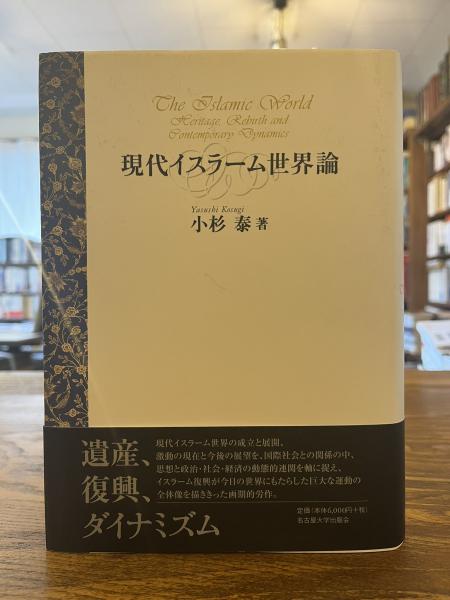 The Islamic World
Heritage, Rebirth and
Contemporary Dynamics
現代イスラーム世界論
Yasushi Kosugi
小杉 泰 著
遺産、
復興、
ダイナミズム
現代イスラーム世界の成立と展開、
激動の現在と今後の展望を、国際社会との関係の中、
思想と政治・社会・経済の動態的連関を軸に捉え、
イスラーム復興が今日の世界にもたらした巨大な運動の
全体像を描ききった画期的労作。
定価(本体6,000円+税)
名古屋大学出版会